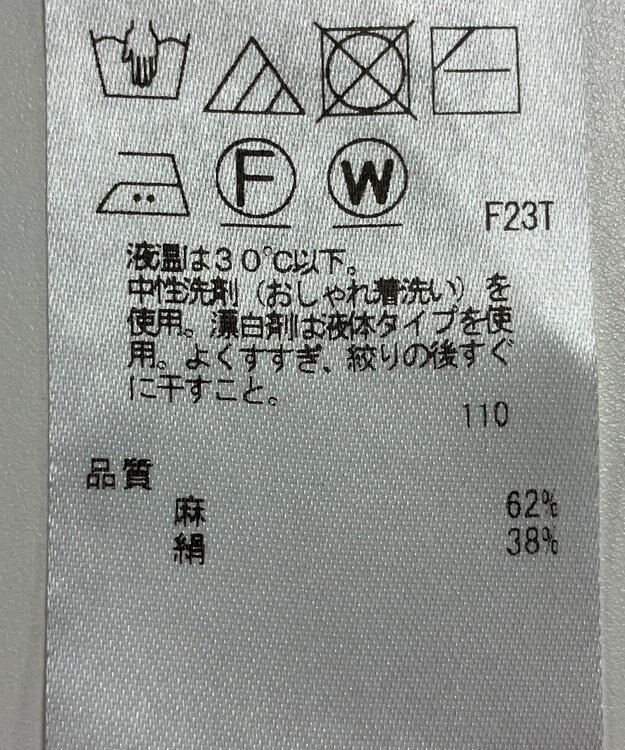 F
W
F23T
液温は30℃以下。
中性洗剤（おしゃれ着洗い）を
使用。漂白剤は液体タイプを使
用。よくすすぎ、絞りの後すぐ
に干すこと。
110
品質
麻 62%
絹 38%